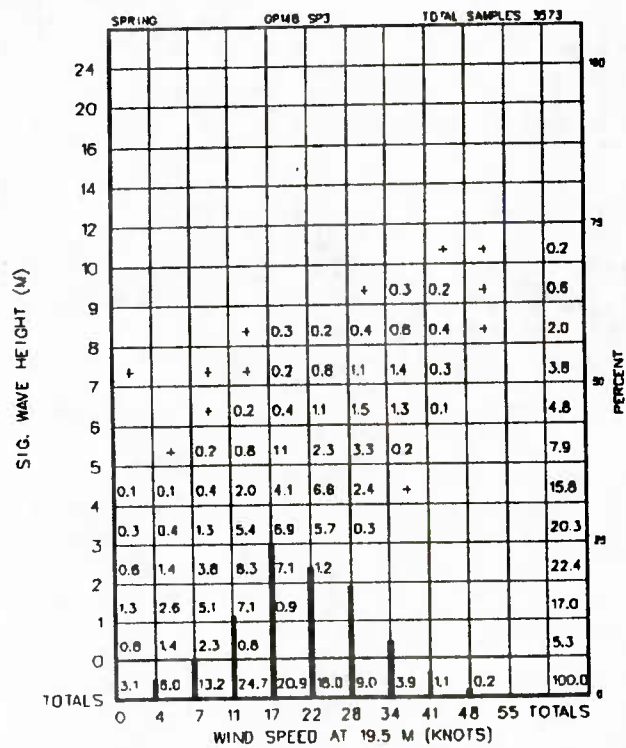 SPRING OP14B SP3 TOTAL SAMPLES 3573
24 100
20
16
14
12 75
+ + 0.2
10
+ 0.3 0.2 + 0.6
9
+ 0.3 0.2 0.4 0.6 0.4 + 2.0
8
+ + + 0.2 0.8 1.1 1.4 0.3 3.8
7 50
+ 0.2 0.4 1.1 1.5 1.3 0.1 4.8
6
+ 0.2 0.8 11 2.3 3.3 0.2 7.9
5
0.1 0.1 0.4 2.0 4.1 6.6 2.4 + 15.8
4
0.3 0.4 1.3 5.4 6.9 5.7 0.3 20.3
3 25
0.6 1.4 3.8 8.3 7.1 1.2 22.4
2
1.3 2.6 5.1 7.1 0.9 17.0
1
0.8 1.4 2.3 0.8 5.3
0
3.1 6.0 13.2 24.7 20.9 18.0 9.0 3.9 1.1 0.2 100.0
TOTALS 0
0 4 7 11 17 22 28 34 41 48 55 TOTALS
WIND SPEED AT 19.5 M (KNOTS)
SIG. WAVE HEIGHT (M)
PERCENT